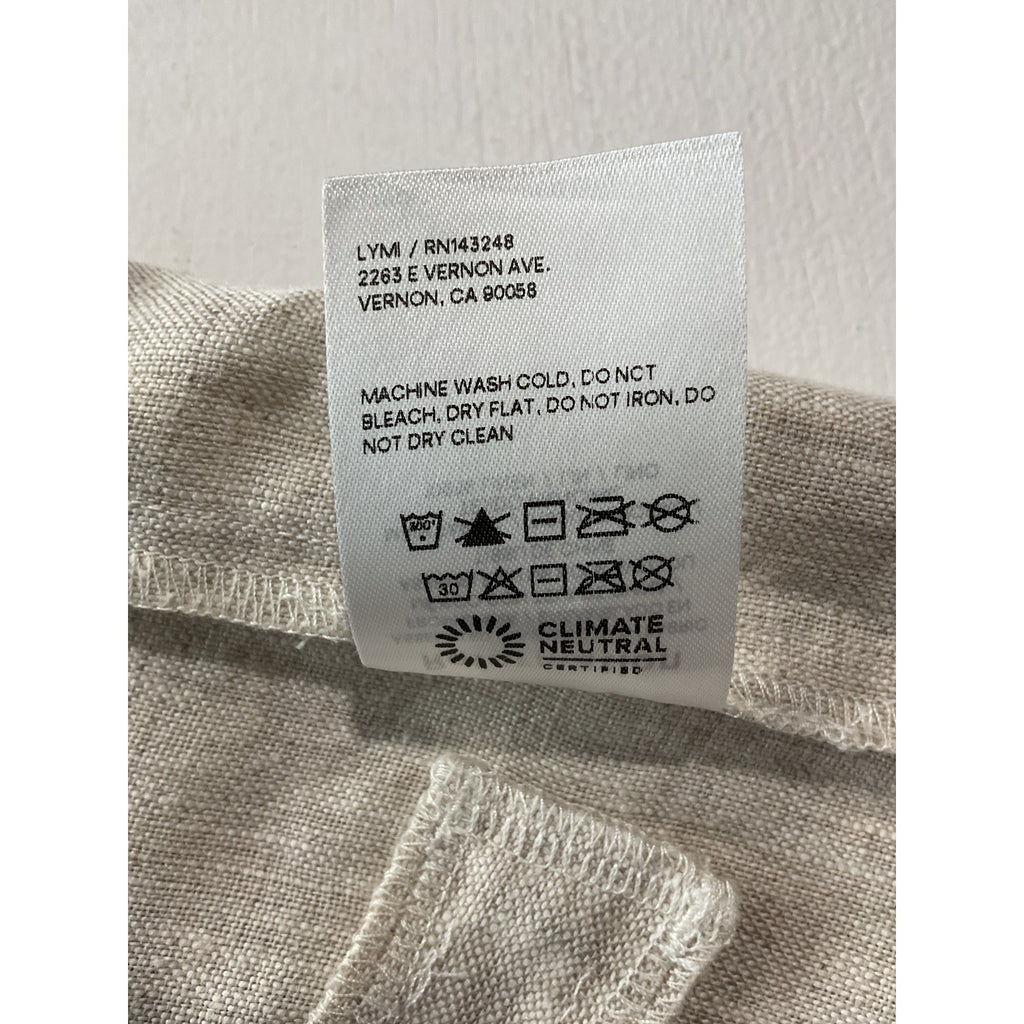 LYMI / RN143248
2263 E VERNON AVE.
VERNON, CA 90058
MACHINE WASH COLD, DO NOT
BLEACH, DRY FLAT, DO NOT IRON, DO
NOT DRY CLEAN
30
CLIMATE
NEUTRAL
CERTIFIED